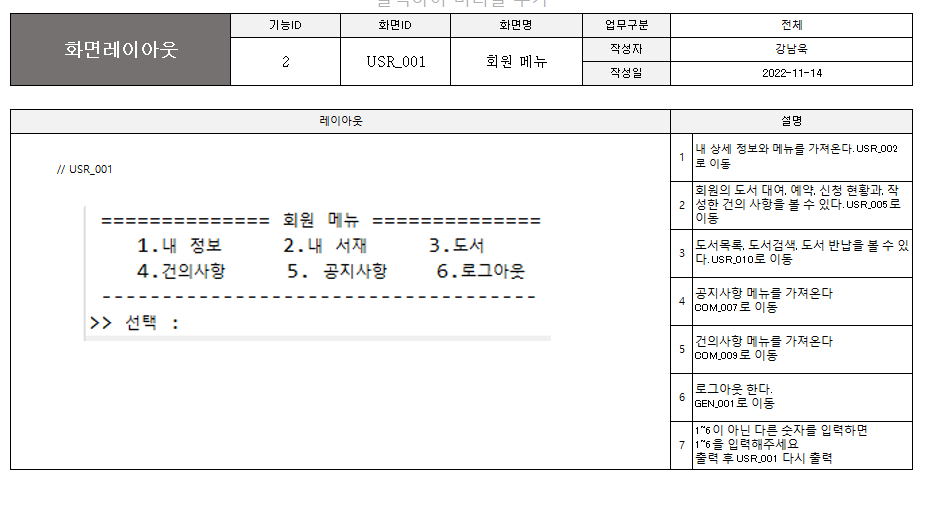 화면레이아웃
기능ID 화면ID 화면명 업무구분 전체
2 USR_001 회원 메뉴 작성자 강남욱
작성일 2022-11-14
레이아웃 설명
// USR_001
============== 회원 메뉴 ==============
1.내 정보 2.내 서재 3.도서
4.건의사항 5. 공지사항 6.로그아웃
------------------------------------
>> 선택 :
1 내 상세 정보와 메뉴를 가져온다. USR_002
로 이동
2 회원의 도서 대여, 예약, 신청 현황과, 작
성한 건의 사항을 볼 수 있다. USR_005로
이동
3 도서목록, 도서검색, 도서 반납을 볼 수 있
다. USR_010로 이동
4 공지사항 메뉴를 가져온다
COM_007로 이동
5 건의사항 메뉴를 가져온다
COM_009로 이동
6 로그아웃 한다.
GEN_001로 이동
7 1~6이 아닌 다른 숫자를 입력하면
1~6을 입력해주세요
출력 후 USR_001 다시 출력